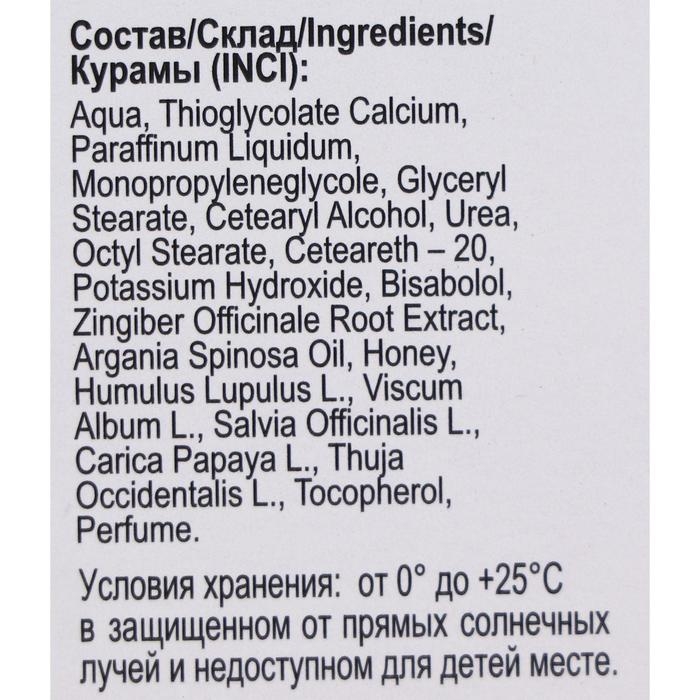 Состав/Склад/Ingredients/
Курамы (INCI):
Aqua, Thioglycolate Calcium,
Paraffinum Liquidum,
Monopropyleneglycole, Glyceryl
Stearate, Cetearyl Alcohol, Urea,
Octyl Stearate, Ceteareth – 20,
Potassium Hydroxide, Bisabolol,
Zingiber Officinale Root Extract,
Argania Spinosa Oil, Honey,
Humulus Lupulus L., Viscum
Album L., Salvia Officinalis L.,
Carica Papaya L., Thuja
Occidentalis L., Tocopherol,
Perfume.
Условия хранения: от 0° до +25°C
в защищенном от прямых солнечных
лучей и недоступном для детей месте.